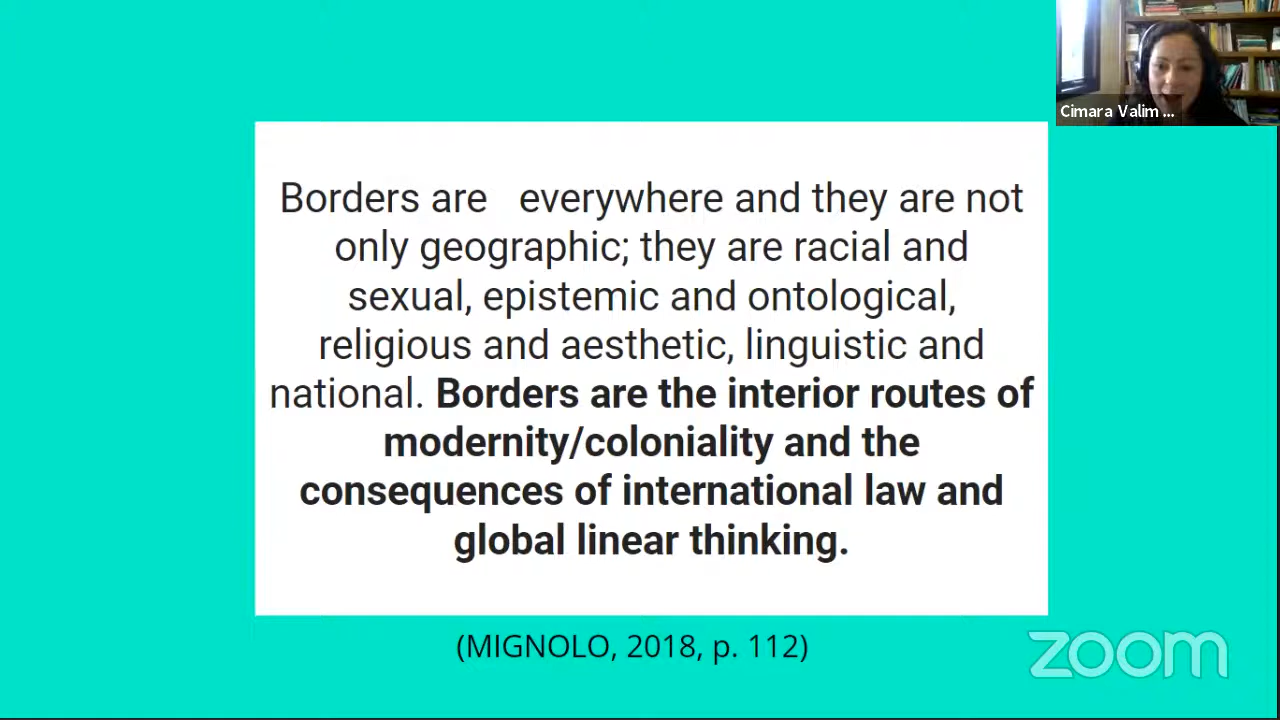 Cimara Valim ...
Borders are everywhere and they are not
only geographic; they are racial and
sexual, epistemic and ontological,
religious and aesthetic, linguistic and
national. Borders are the interior routes of
modernity/coloniality and the
consequences of international law and
global linear thinking.
(MIGNOLO, 2018, p. 112)
zoom